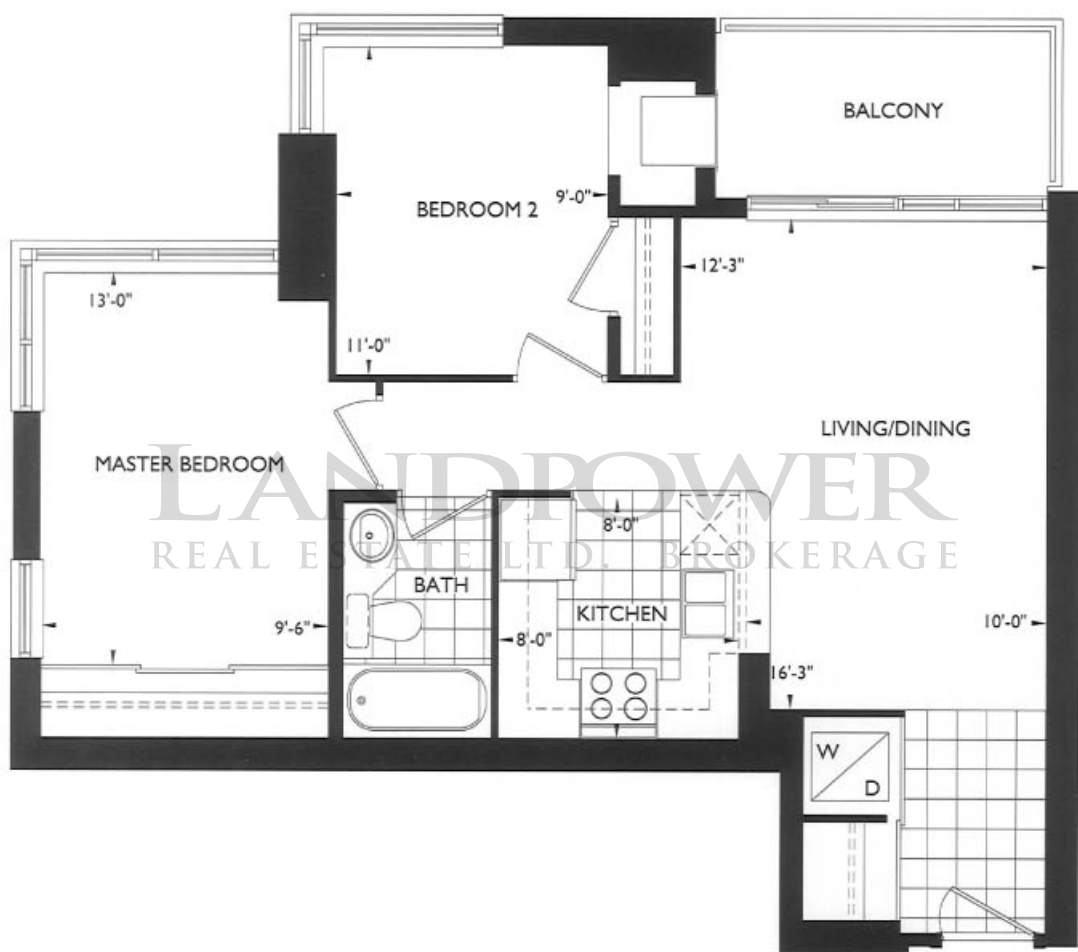 BALCONY
BEDROOM 2
9'-0"
12'-3"
13'-0"
11'-0"
LIVING/DINING
MASTER BEDROOM
LANDPOWER
REAL ESTATE LTD. BROKERAGE
8'-0"
BATH
KITCHEN
9'-6"
8'-0"
10'-0"
16'-3"
W
D